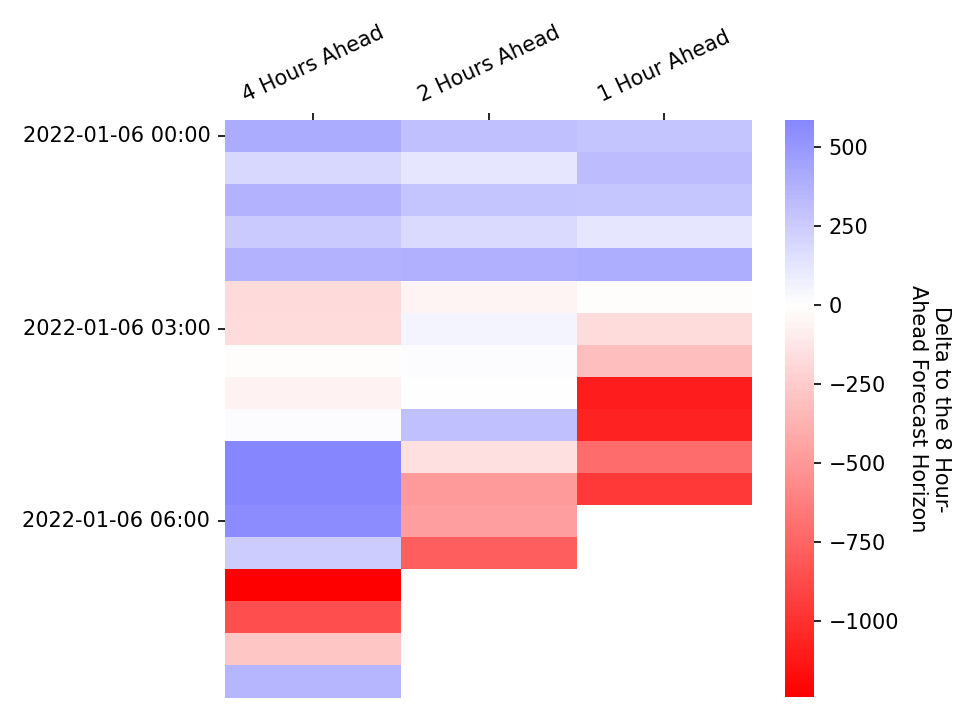 4 Hours Ahead
2 Hours Ahead
1 Hour Ahead
2022-01-06 00:00
2022-01-06 03:00
2022-01-06 06:00
500
250
0
−250
−500
−750
−1000
Delta to the 8 Hour-
Ahead Forecast Horizon